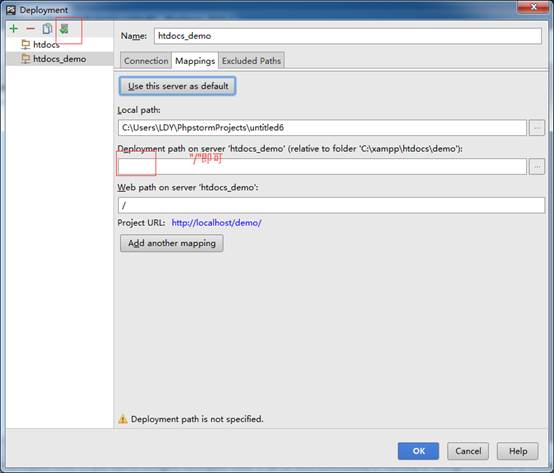 Deployment
htdocs
htdocs_demo
Name: htdocs_demo
Connection Mappings Excluded Paths
Use this server as default
Local path:
C:\Users\LDY\PhpstormProjects\untitled6
Deployment path on server 'htdocs_demo' (relative to folder 'C:\xampp\htdocs\demo'):
"/"即可
Web path on server 'htdocs_demo':
/
Project URL: http://localhost/demo/
Add another mapping
Deployment path is not specified.
OK Cancel Help